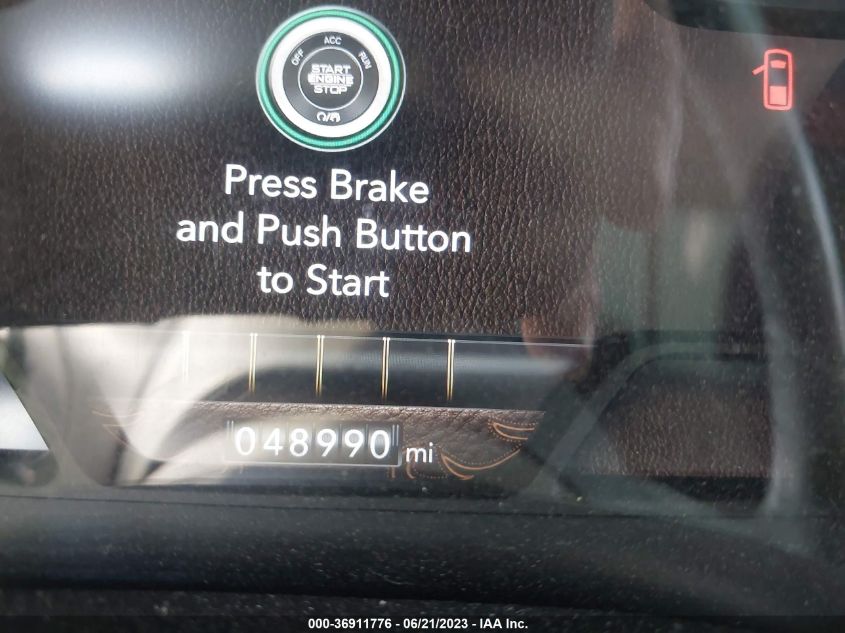 ACC
OFF
RUN
START
ENGINE
STOP
Press Brake
and Push Button
to Start
048990 mi
000-36911776 - 06/21/2023 - IAA Inc.